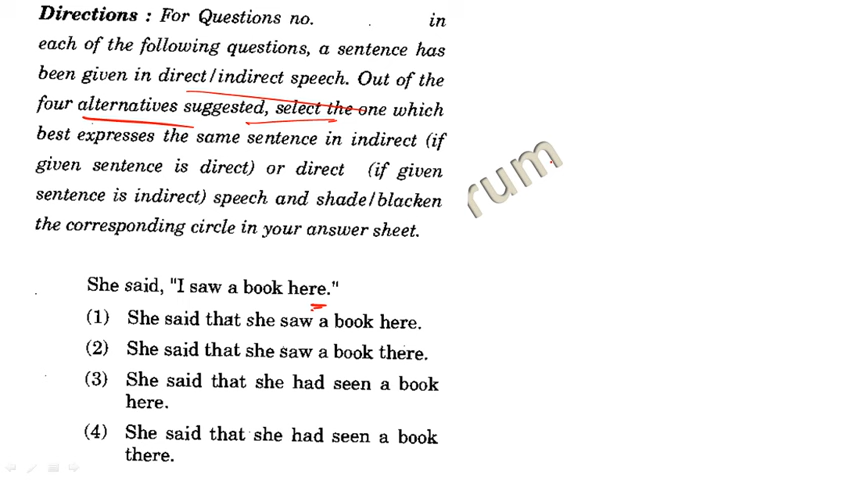 Directions : For Questions no. in
each of the following questions, a sentence has
been given in direct/indirect speech. Out of the
four alternatives suggested, select the one which
best expresses the same sentence in indirect (if
given sentence is direct) or direct (if given
sentence is indirect) speech and shade/blacken
the corresponding circle in your answer sheet.
rum
She said, "I saw a book here."
(1) She said that she saw a book here.
(2) She said that she saw a book there.
(3) She said that she had seen a book
here.
(4) She said that she had seen a book
there.